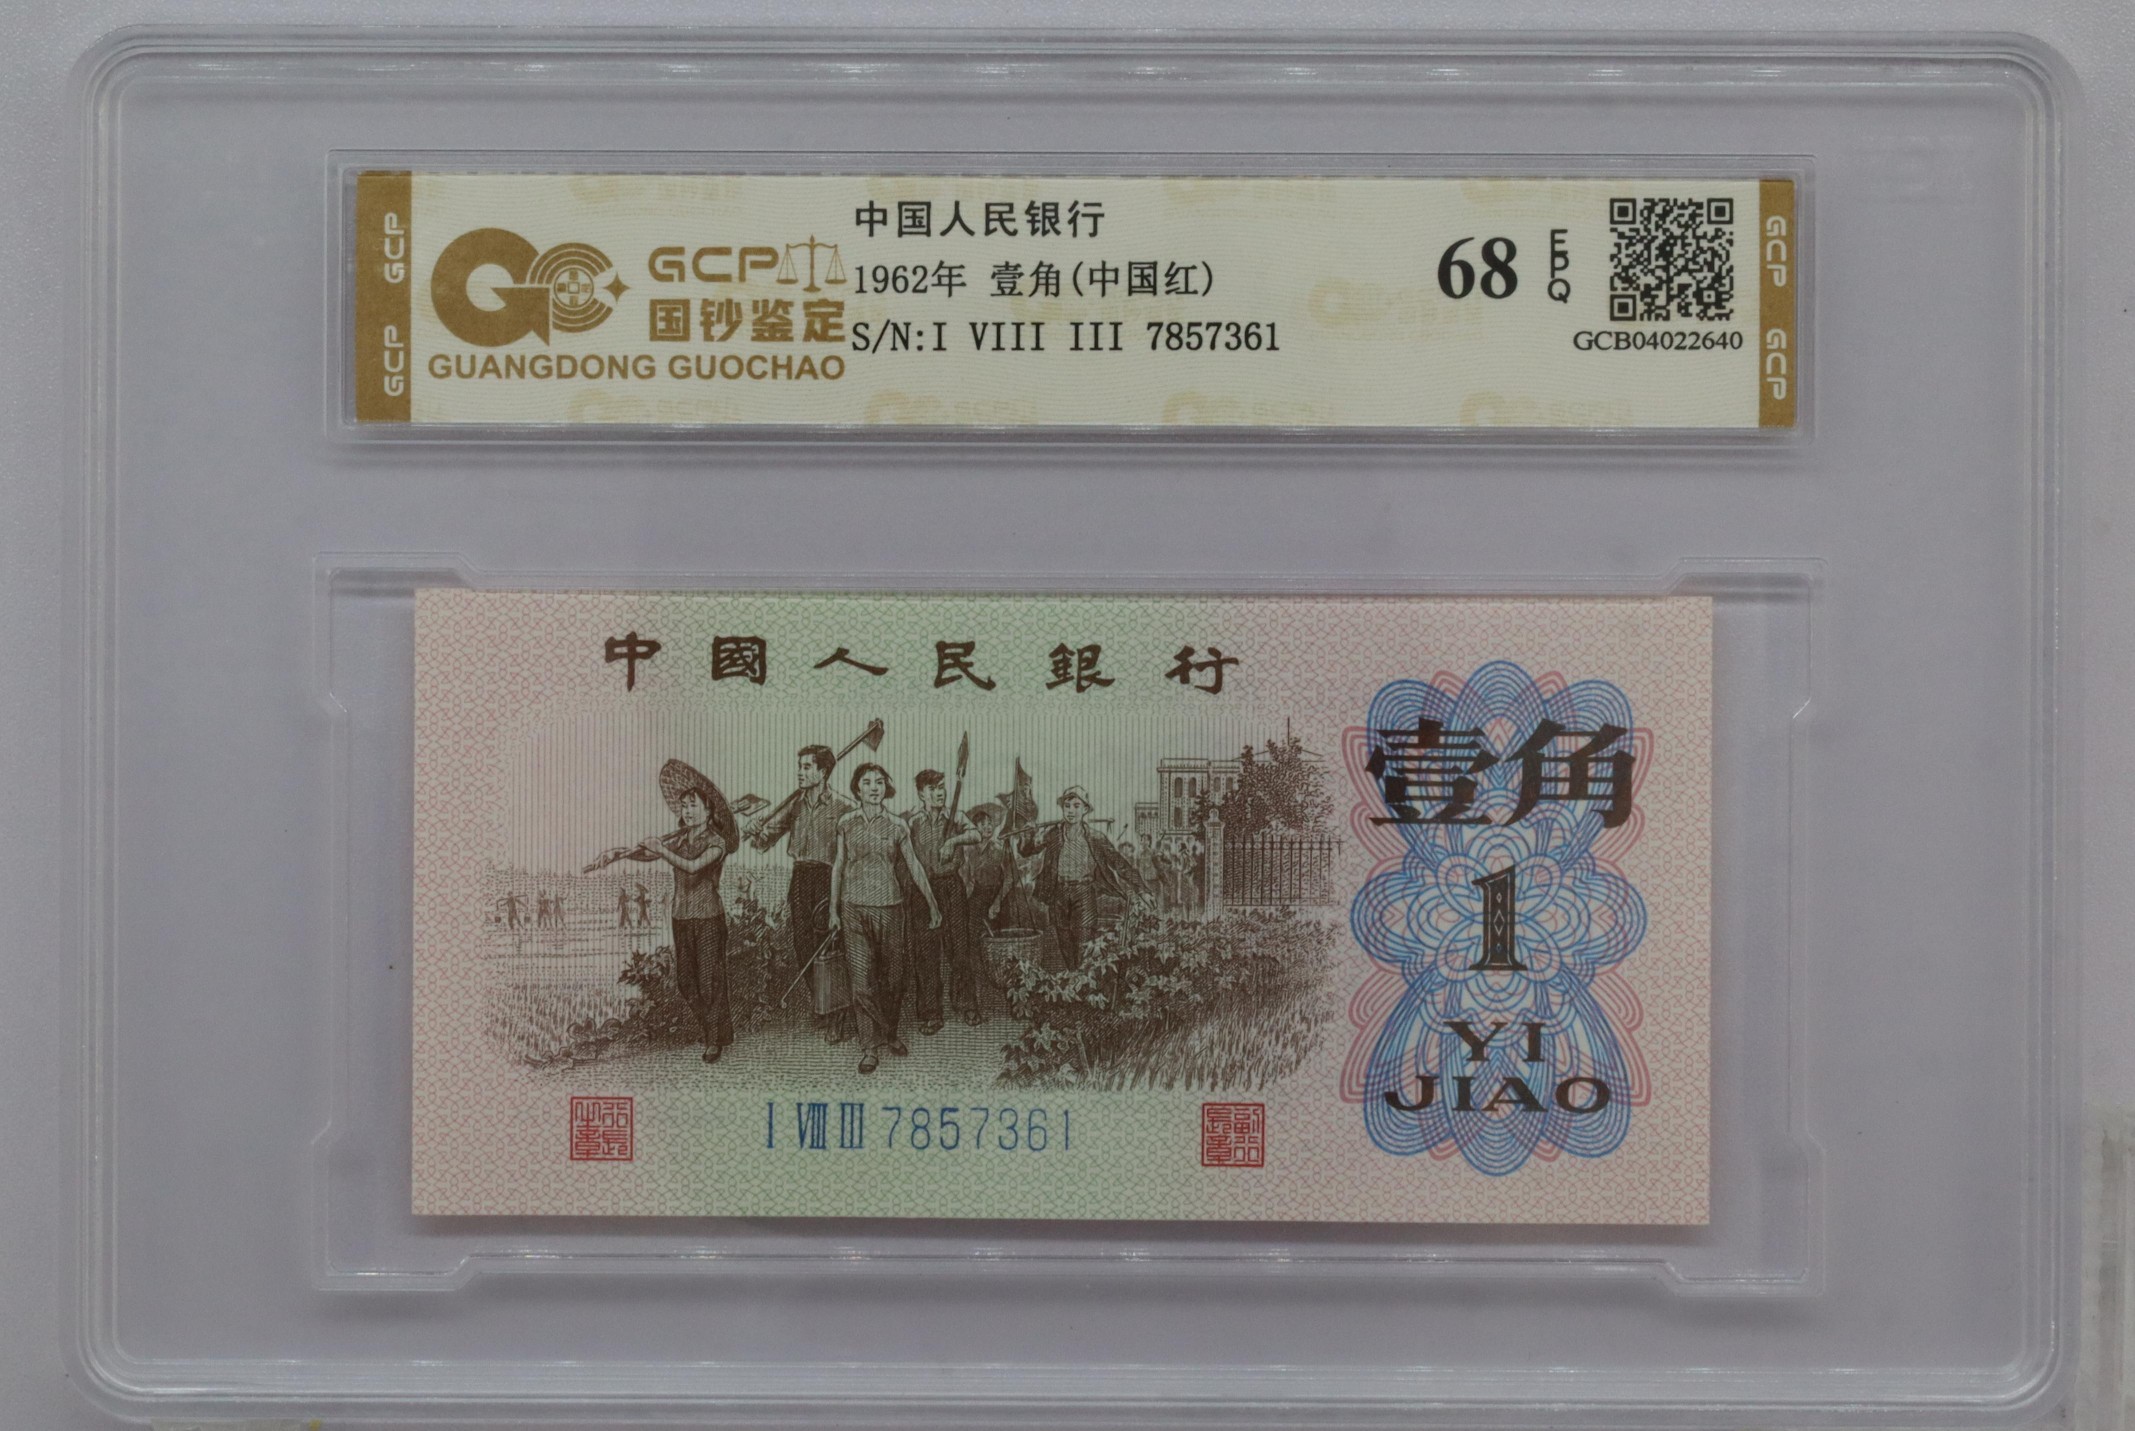 GCP GCP
GCP
国钞鉴定
GUANGDONG GUOCHAO
中国人民银行
1962年 壹角(中国红)
S/N:I VIII III 7857361
68 EPQ
GCB04022640
GCP GCP
中國人民銀行
壹角
1
YI
JIAO
I VIII III 7857361